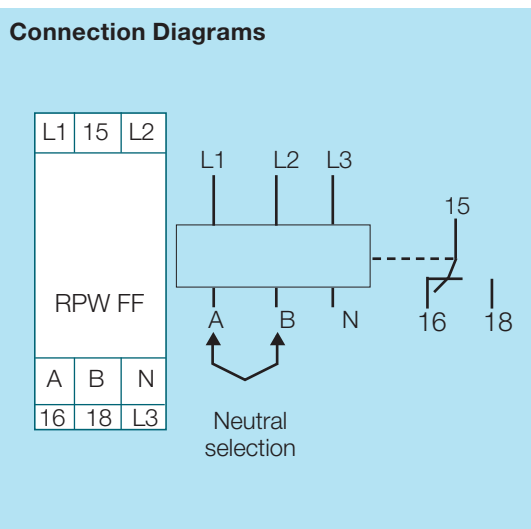 Connection Diagrams
L1 15 L2
RPW FF
A B N
16 18 L3
L1 L2 L3
A B N
Neutral
selection
15
16 18